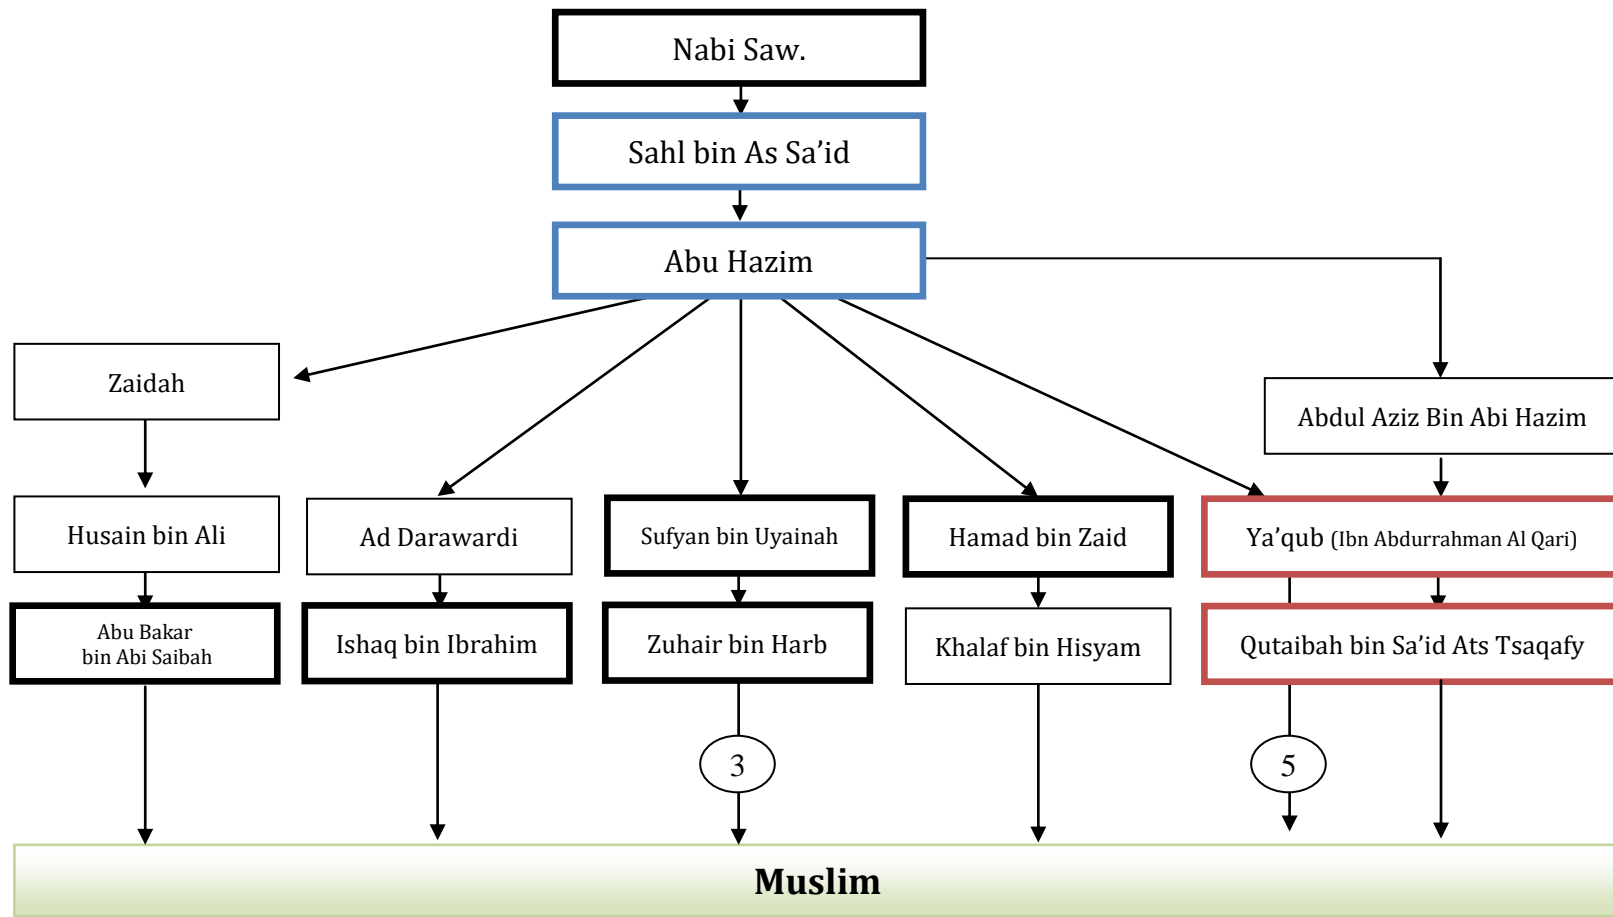 Nabi Saw.
Sahl bin As Sa’id
Abu Hazim
Zaidah
Abdul Aziz Bin Abi Hazim
Husain bin Ali
Ad Darawardi
Sufyan bin Uyainah
Hamad bin Zaid
Ya’qub (Ibn Abdurrahman Al Qari)
Abu Bakar
bin Abi Saibah
Ishaq bin Ibrahim
Zuhair bin Harb
Khalaf bin Hisyam
Qutaibah bin Sa’id Ats Tsaqafy
3
5
Muslim